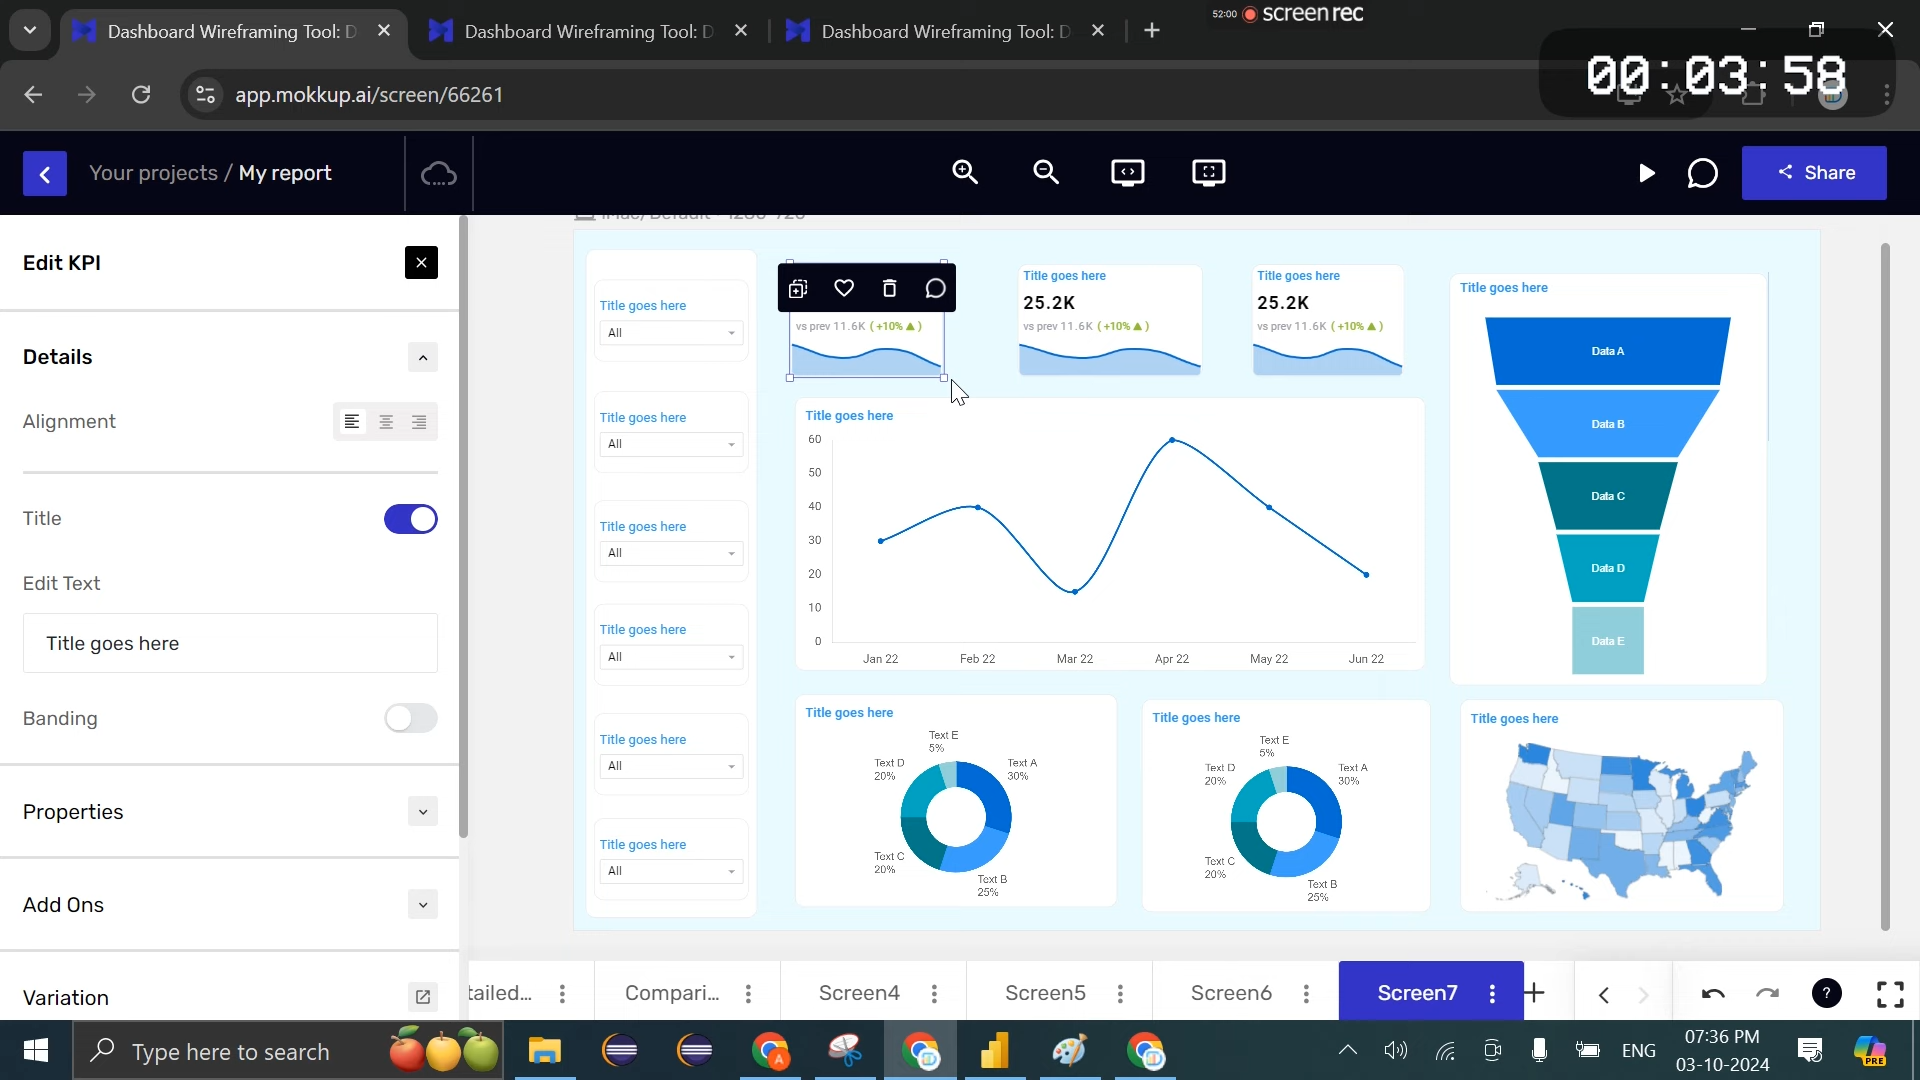 Dashboard Wireframing Tool: D
Dashboard Wireframing Tool: D
Dashboard Wireframing Tool: D
52:00 screenrec
00:03:58
app.mokkup.ai/screen/66261
Your projects / My report
Share
Edit KPI
Details
Alignment
Title
Edit Text
Title goes here
Banding
Properties
Add Ons
Variation
Title goes here
All
Title goes here
All
Title goes here
All
Title goes here
All
Title goes here
All
Title goes here
All
vs prev 11.6K (+10% ▲)
Title goes here
25.2K
vs prev 11.6K (+10% ▲)
Title goes here
25.2K
vs prev 11.6K (+10% ▲)
Title goes here
Data A
Data B
Data C
Data D
Data E
Title goes here
60
50
40
30
20
10
0
Jan 22 Feb 22 Mar 22 Apr 22 May 22 Jun 22
Title goes here
Text E
5%
Text D
20%
Text A
30%
Text C
20%
Text B
25%
Title goes here
Text E
5%
Text D
20%
Text A
30%
Text C
20%
Text B
25%
Title goes here
tailed... Compari... Screen4 Screen5 Screen6 Screen7
?
Type here to search
ENG
07:36 PM
03-10-2024
PRE